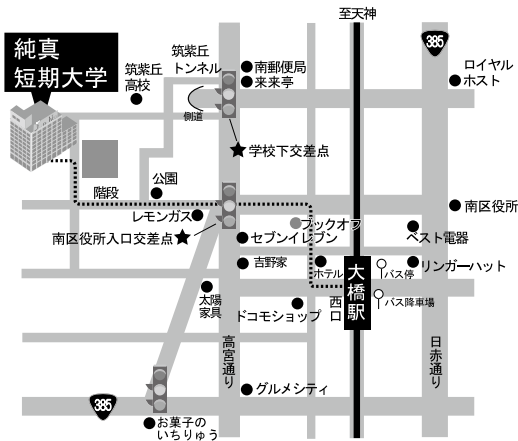 至天神
385
純真
短期大学
筑紫丘
トンネル
筑紫丘
高校
南郵便局
来来亭
ロイヤル
ホスト
側道
学校下交差点
階段
公園
レモンガス
南区役所
南区役所入口交差点
ブックオフ
セブンイレブン
ベスト電器
吉野家
ホテル
大橋駅
バス停
リンガーハット
太陽
家具
ドコモショップ
西口
バス降車場
高宮通り
日赤通り
グルメシティ
385
お菓子の
いちりゅう